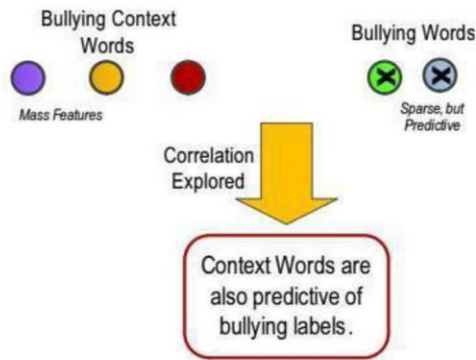 Bullying Context
Words
Bullying Words
Mass Features
Sparse, but
Predictive
Correlation
Explored
Context Words are
also predictive of
bullying labels.